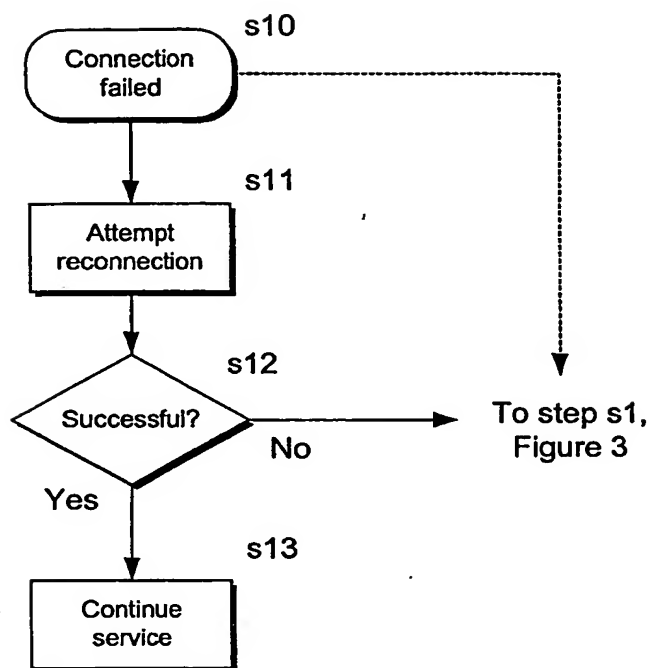 s10
Connection
failed
s11
Attempt
reconnection
s12
Successful?
No
To step s1,
Figure 3
Yes
s13
Continue
service